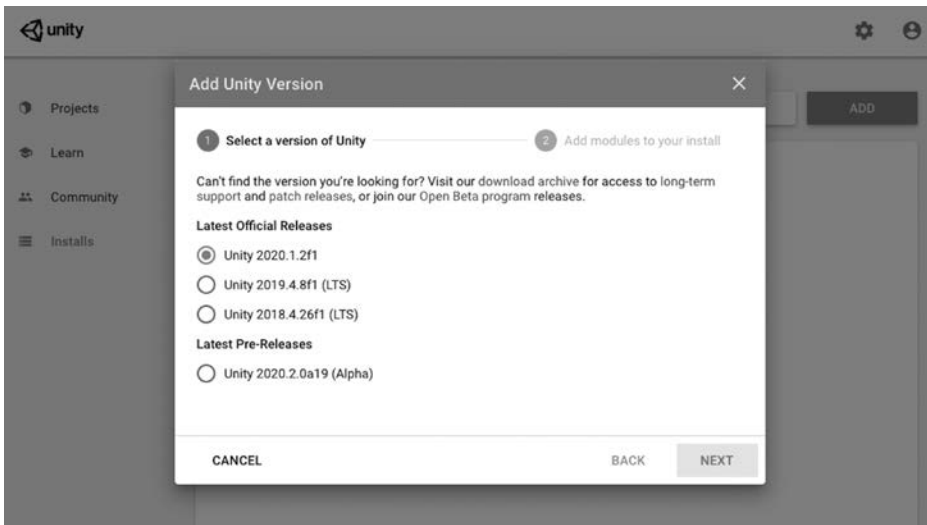 unity
Add Unity Version
Projects
Learn
Community
Installs
ADD
1 Select a version of Unity
2 Add modules to your install
Can't find the version you're looking for? Visit our download archive for access to long-term
support and patch releases, or join our Open Beta program releases.
Latest Official Releases
Unity 2020.1.2f1
Unity 2019.4.8f1 (LTS)
Unity 2018.4.26f1 (LTS)
Latest Pre-Releases
Unity 2020.2.0a19 (Alpha)
CANCEL
BACK
NEXT